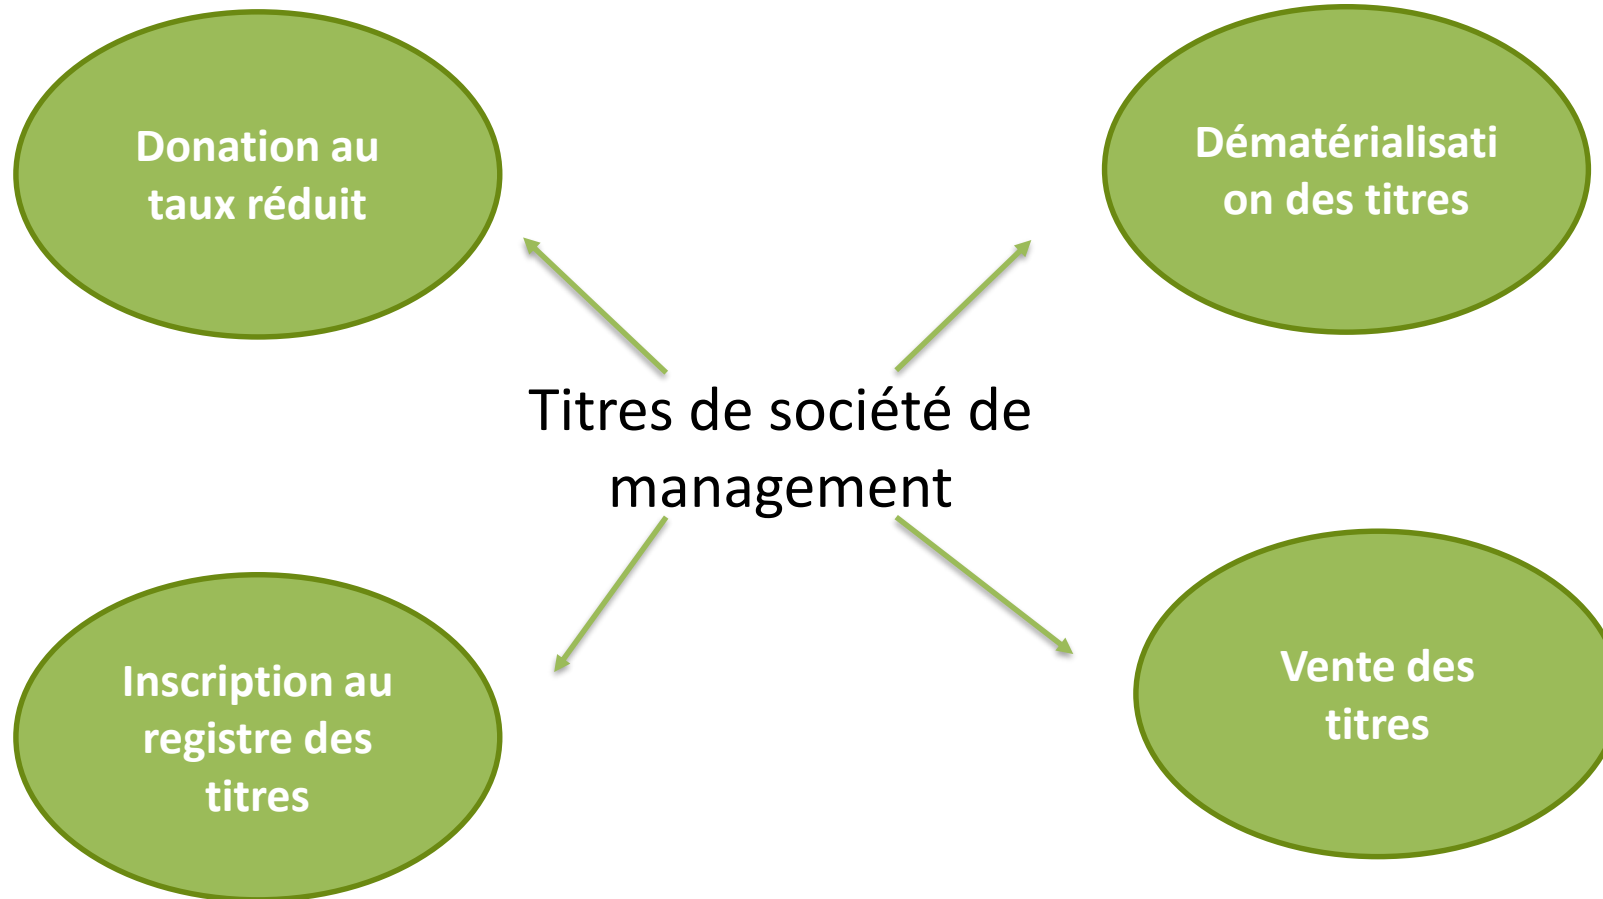 Donation au
taux réduit
Dématérialisati
on des titres
Titres de société de
management
Inscription au
registre des
titres
Vente des
titres